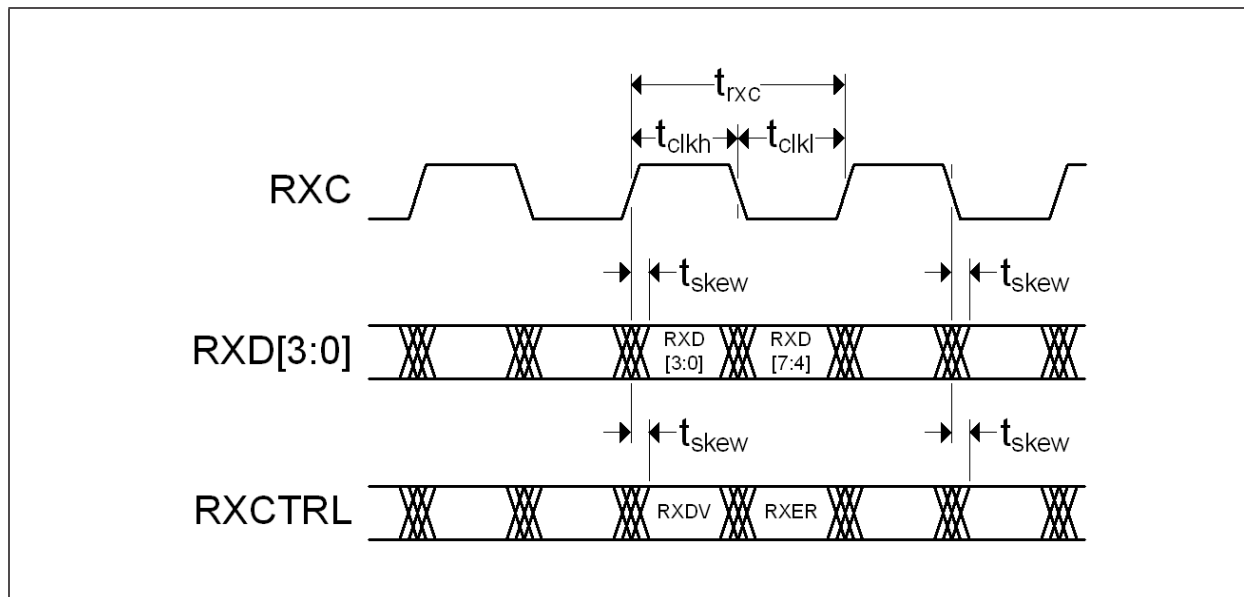 t_rxc
t_clkh t_clkl
RXC
t_skew t_skew
RXD[3:0]
RXD
[3:0]
RXD
[7:4]
t_skew t_skew
RXCTRL
RXDV RXER